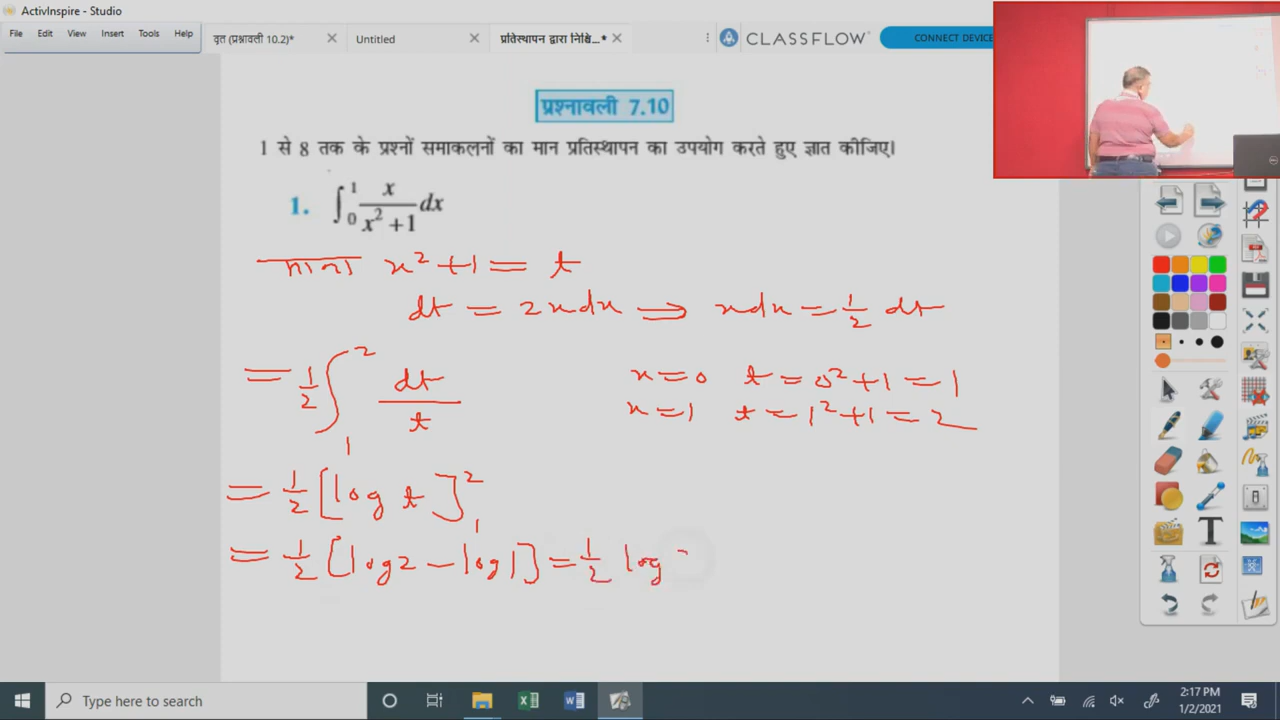 ActivInspire - Studio
File Edit View Insert Tools Help
वृत (प्रश्नावली 10.2)* Untitled प्रतिस्थापन द्वारा निश्चि...* CLASSFLOW CONNECT DEVICE
प्रश्नावली 7.10
1 से 8 तक के प्रश्नों समाकलनों का मान प्रतिस्थापन का उपयोग करते हुए ज्ञात कीजिए।
1. ∫₀¹ x/(x²+1) dx
माना x²+1 = t
dt = 2xdx ⟹ xdx = 1/2 dt
= 1/2 ∫₁² dt/t
x=0 t=0²+1=1
x=1 t=1²+1=2
= 1/2 [log t]₁²
= 1/2 [log2 – log1] = 1/2 log
Type here to search
2:17 PM
1/2/2021